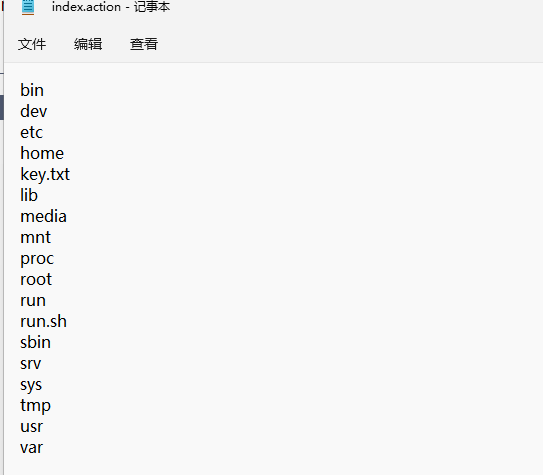 index.action - 记事本
文件 编辑 查看
bin
dev
etc
home
key.txt
lib
media
mnt
proc
root
run
run.sh
sbin
srv
sys
tmp
usr
var